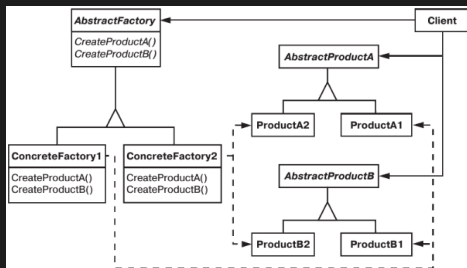 AbstractFactory
CreateProductA()
CreateProductB()
Client
AbstractProductA
ProductA2
ProductA1
ConcreteFactory1
CreateProductA()
CreateProductB()
ConcreteFactory2
CreateProductA()
CreateProductB()
AbstractProductB
ProductB2
ProductB1